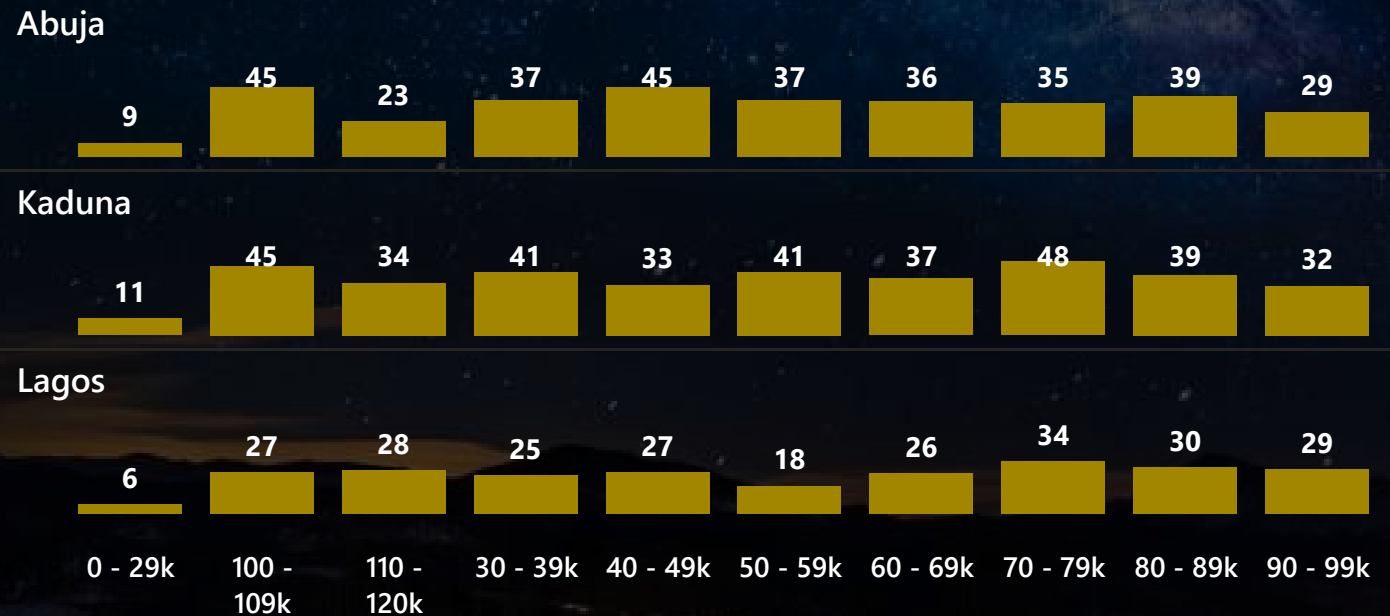 Abuja
9 45 23 37 45 37 36 35 39 29
Kaduna
11 45 34 41 33 41 37 48 39 32
Lagos
6 27 28 25 27 18 26 34 30 29
0 - 29k 100 - 110 - 30 - 39k 40 - 49k 50 - 59k 60 - 69k 70 - 79k 80 - 89k 90 - 99k
109k 120k